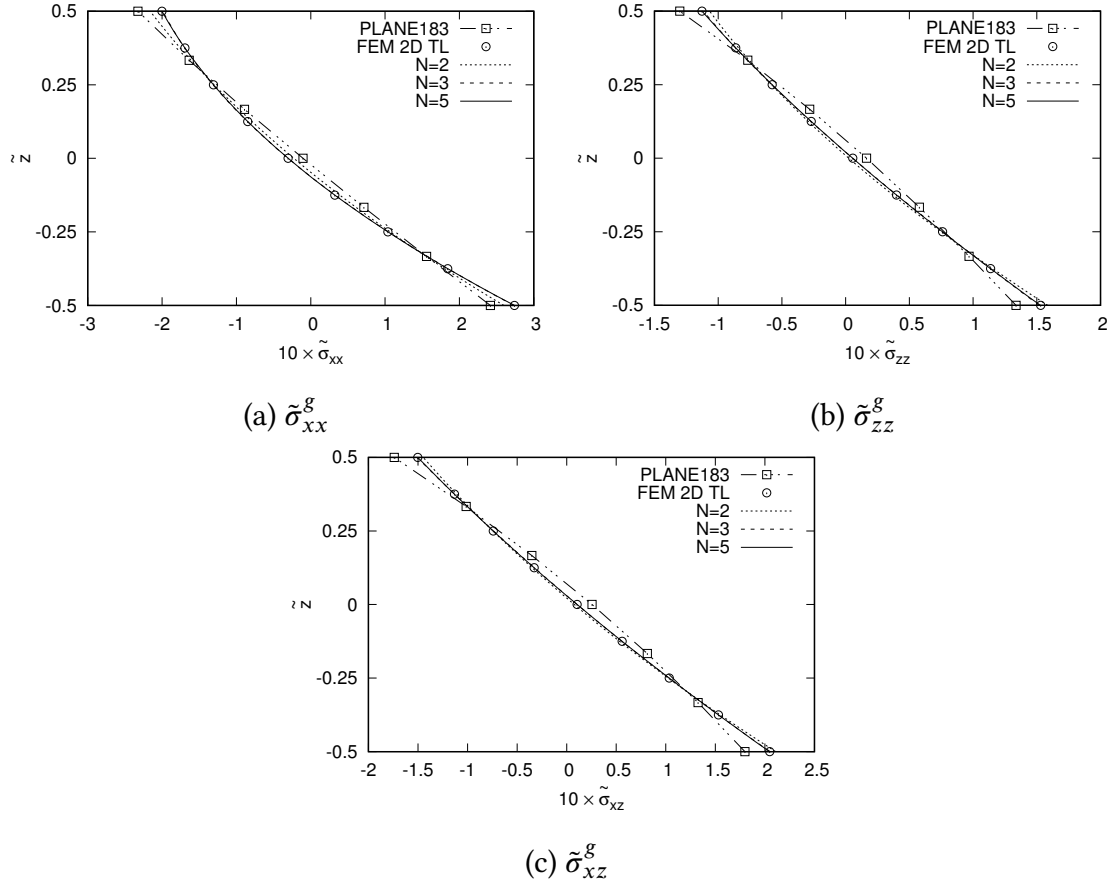 PLANE183
FEM 2D TL
N=2
N=3
N=5
0.5
0.25
0
-0.25
-0.5
z̃
-3 -2 -1 0 1 2 3
10 × σ̃xx
(a) σ̃ᵍxx
PLANE183
FEM 2D TL
N=2
N=3
N=5
0.5
0.25
0
-0.25
-0.5
z̃
-1.5 -1 -0.5 0 0.5 1 1.5 2
10 × σ̃zz
(b) σ̃ᵍzz
PLANE183
FEM 2D TL
N=2
N=3
N=5
0.5
0.25
0
-0.25
-0.5
z̃
-2 -1.5 -1 -0.5 0 0.5 1 1.5 2 2.5
10 × σ̃xz
(c) σ̃ᵍxz